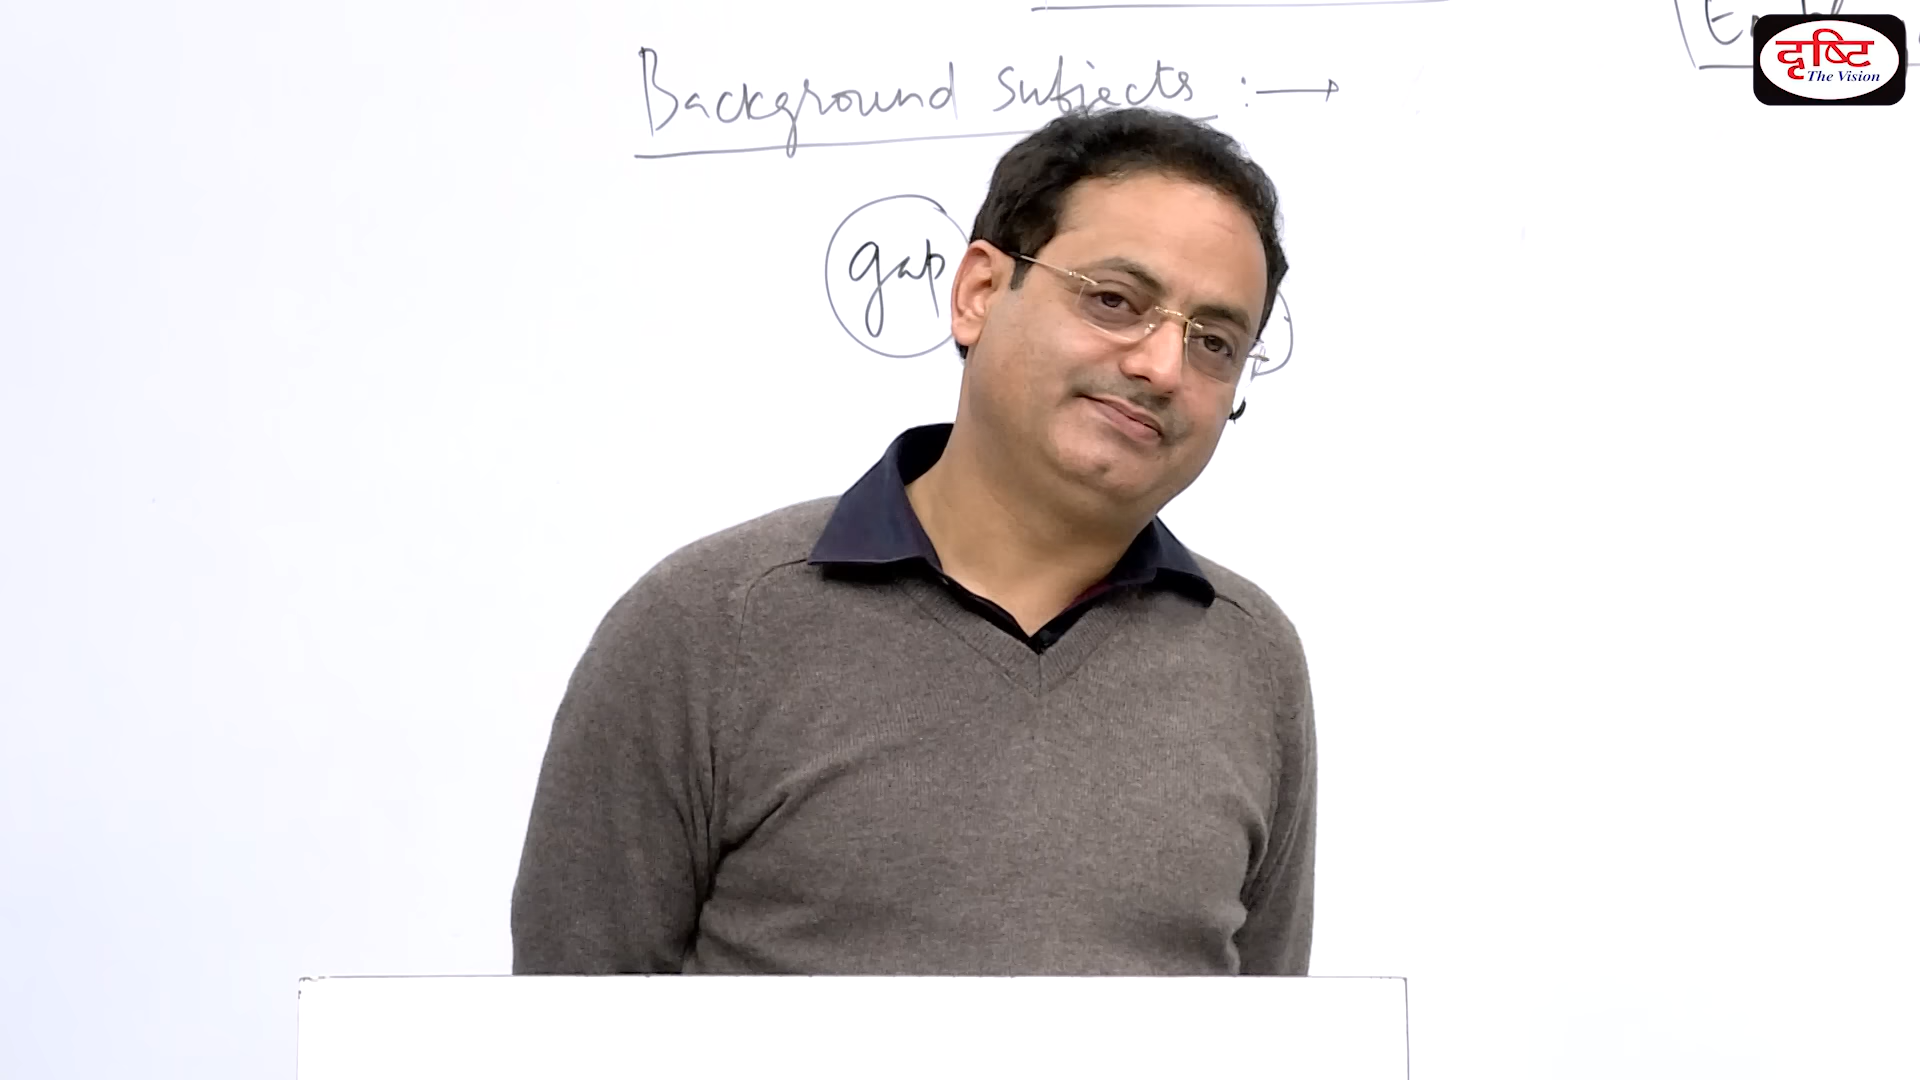 Background Subjects :→
gap
दृष्टि
The Vision